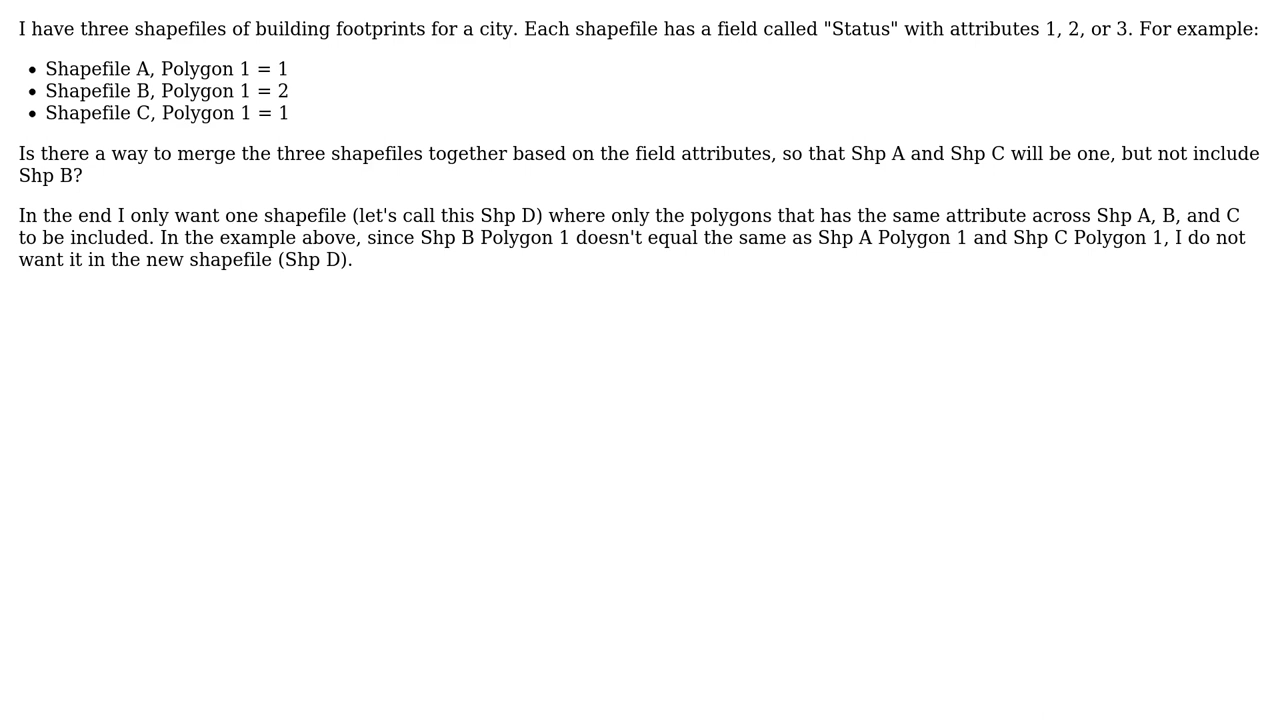 I have three shapefiles of building footprints for a city. Each shapefile has a field called "Status" with attributes 1, 2, or 3. For example:
• Shapefile A, Polygon 1 = 1
• Shapefile B, Polygon 1 = 2
• Shapefile C, Polygon 1 = 1
Is there a way to merge the three shapefiles together based on the field attributes, so that Shp A and Shp C will be one, but not include
Shp B?
In the end I only want one shapefile (let's call this Shp D) where only the polygons that has the same attribute across Shp A, B, and C
to be included. In the example above, since Shp B Polygon 1 doesn't equal the same as Shp A Polygon 1 and Shp C Polygon 1, I do not
want it in the new shapefile (Shp D).